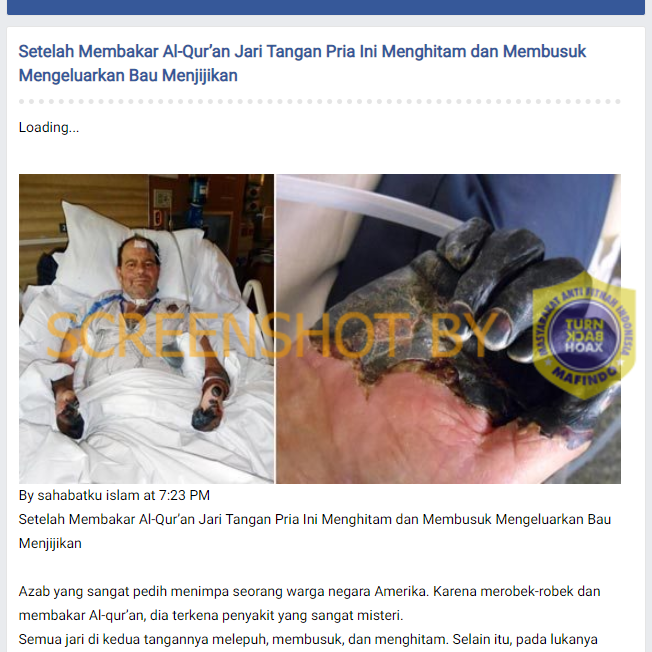 Setelah Membakar Al-Qur’an Jari Tangan Pria Ini Menghitam dan Membusuk
Mengeluarkan Bau Menjijikan
Loading...
SCREENSHOT BY
MASYARAKAT ANTI FITNAH INDONESIA
TURN
BACK
HOAX
MAFINDO
By sahabatku islam at 7:23 PM
Setelah Membakar Al-Qur’an Jari Tangan Pria Ini Menghitam dan Membusuk Mengeluarkan Bau
Menjijikan
Azab yang sangat pedih menimpa seorang warga negara Amerika. Karena merobek-robek dan
membakar Al-qur’an, dia terkena penyakit yang sangat misteri.
Semua jari di kedua tangannya melepuh, membusuk, dan menghitam. Selain itu, pada lukanya